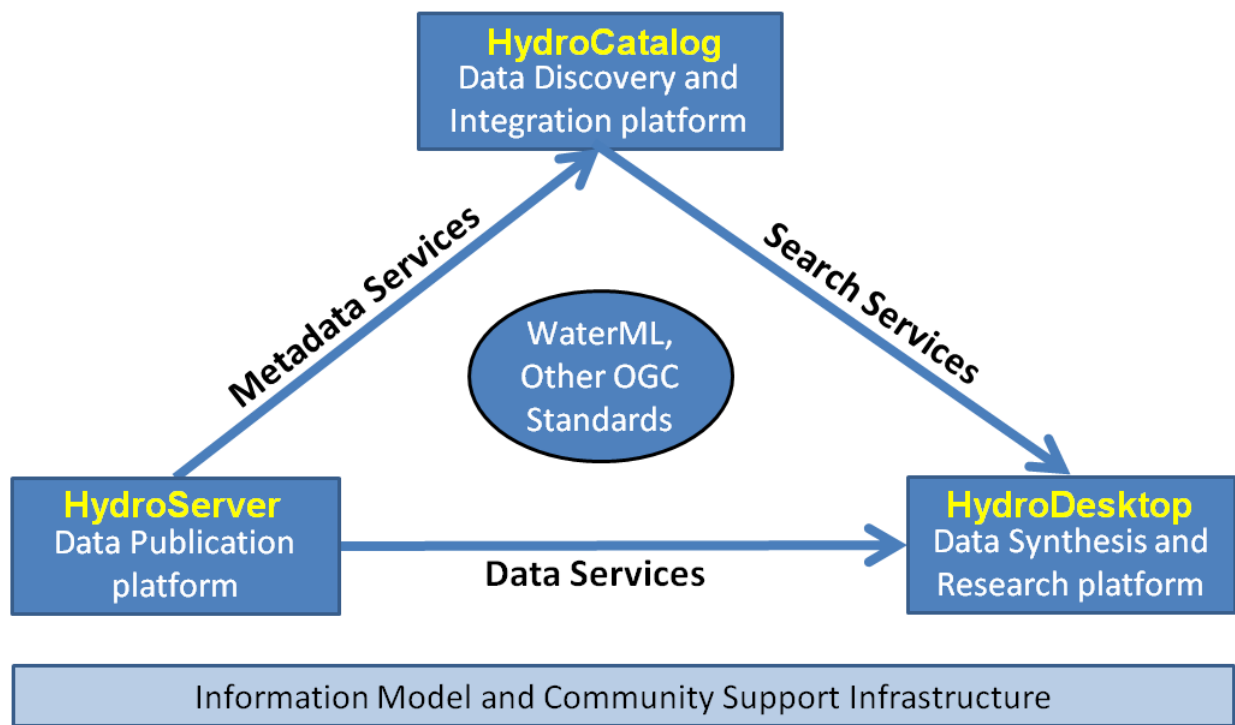 HydroCatalog
Data Discovery and
Integration platform
Metadata Services
Search Services
WaterML,
Other OGC
Standards
HydroServer
Data Publication
platform
Data Services
HydroDesktop
Data Synthesis and
Research platform
Information Model and Community Support Infrastructure